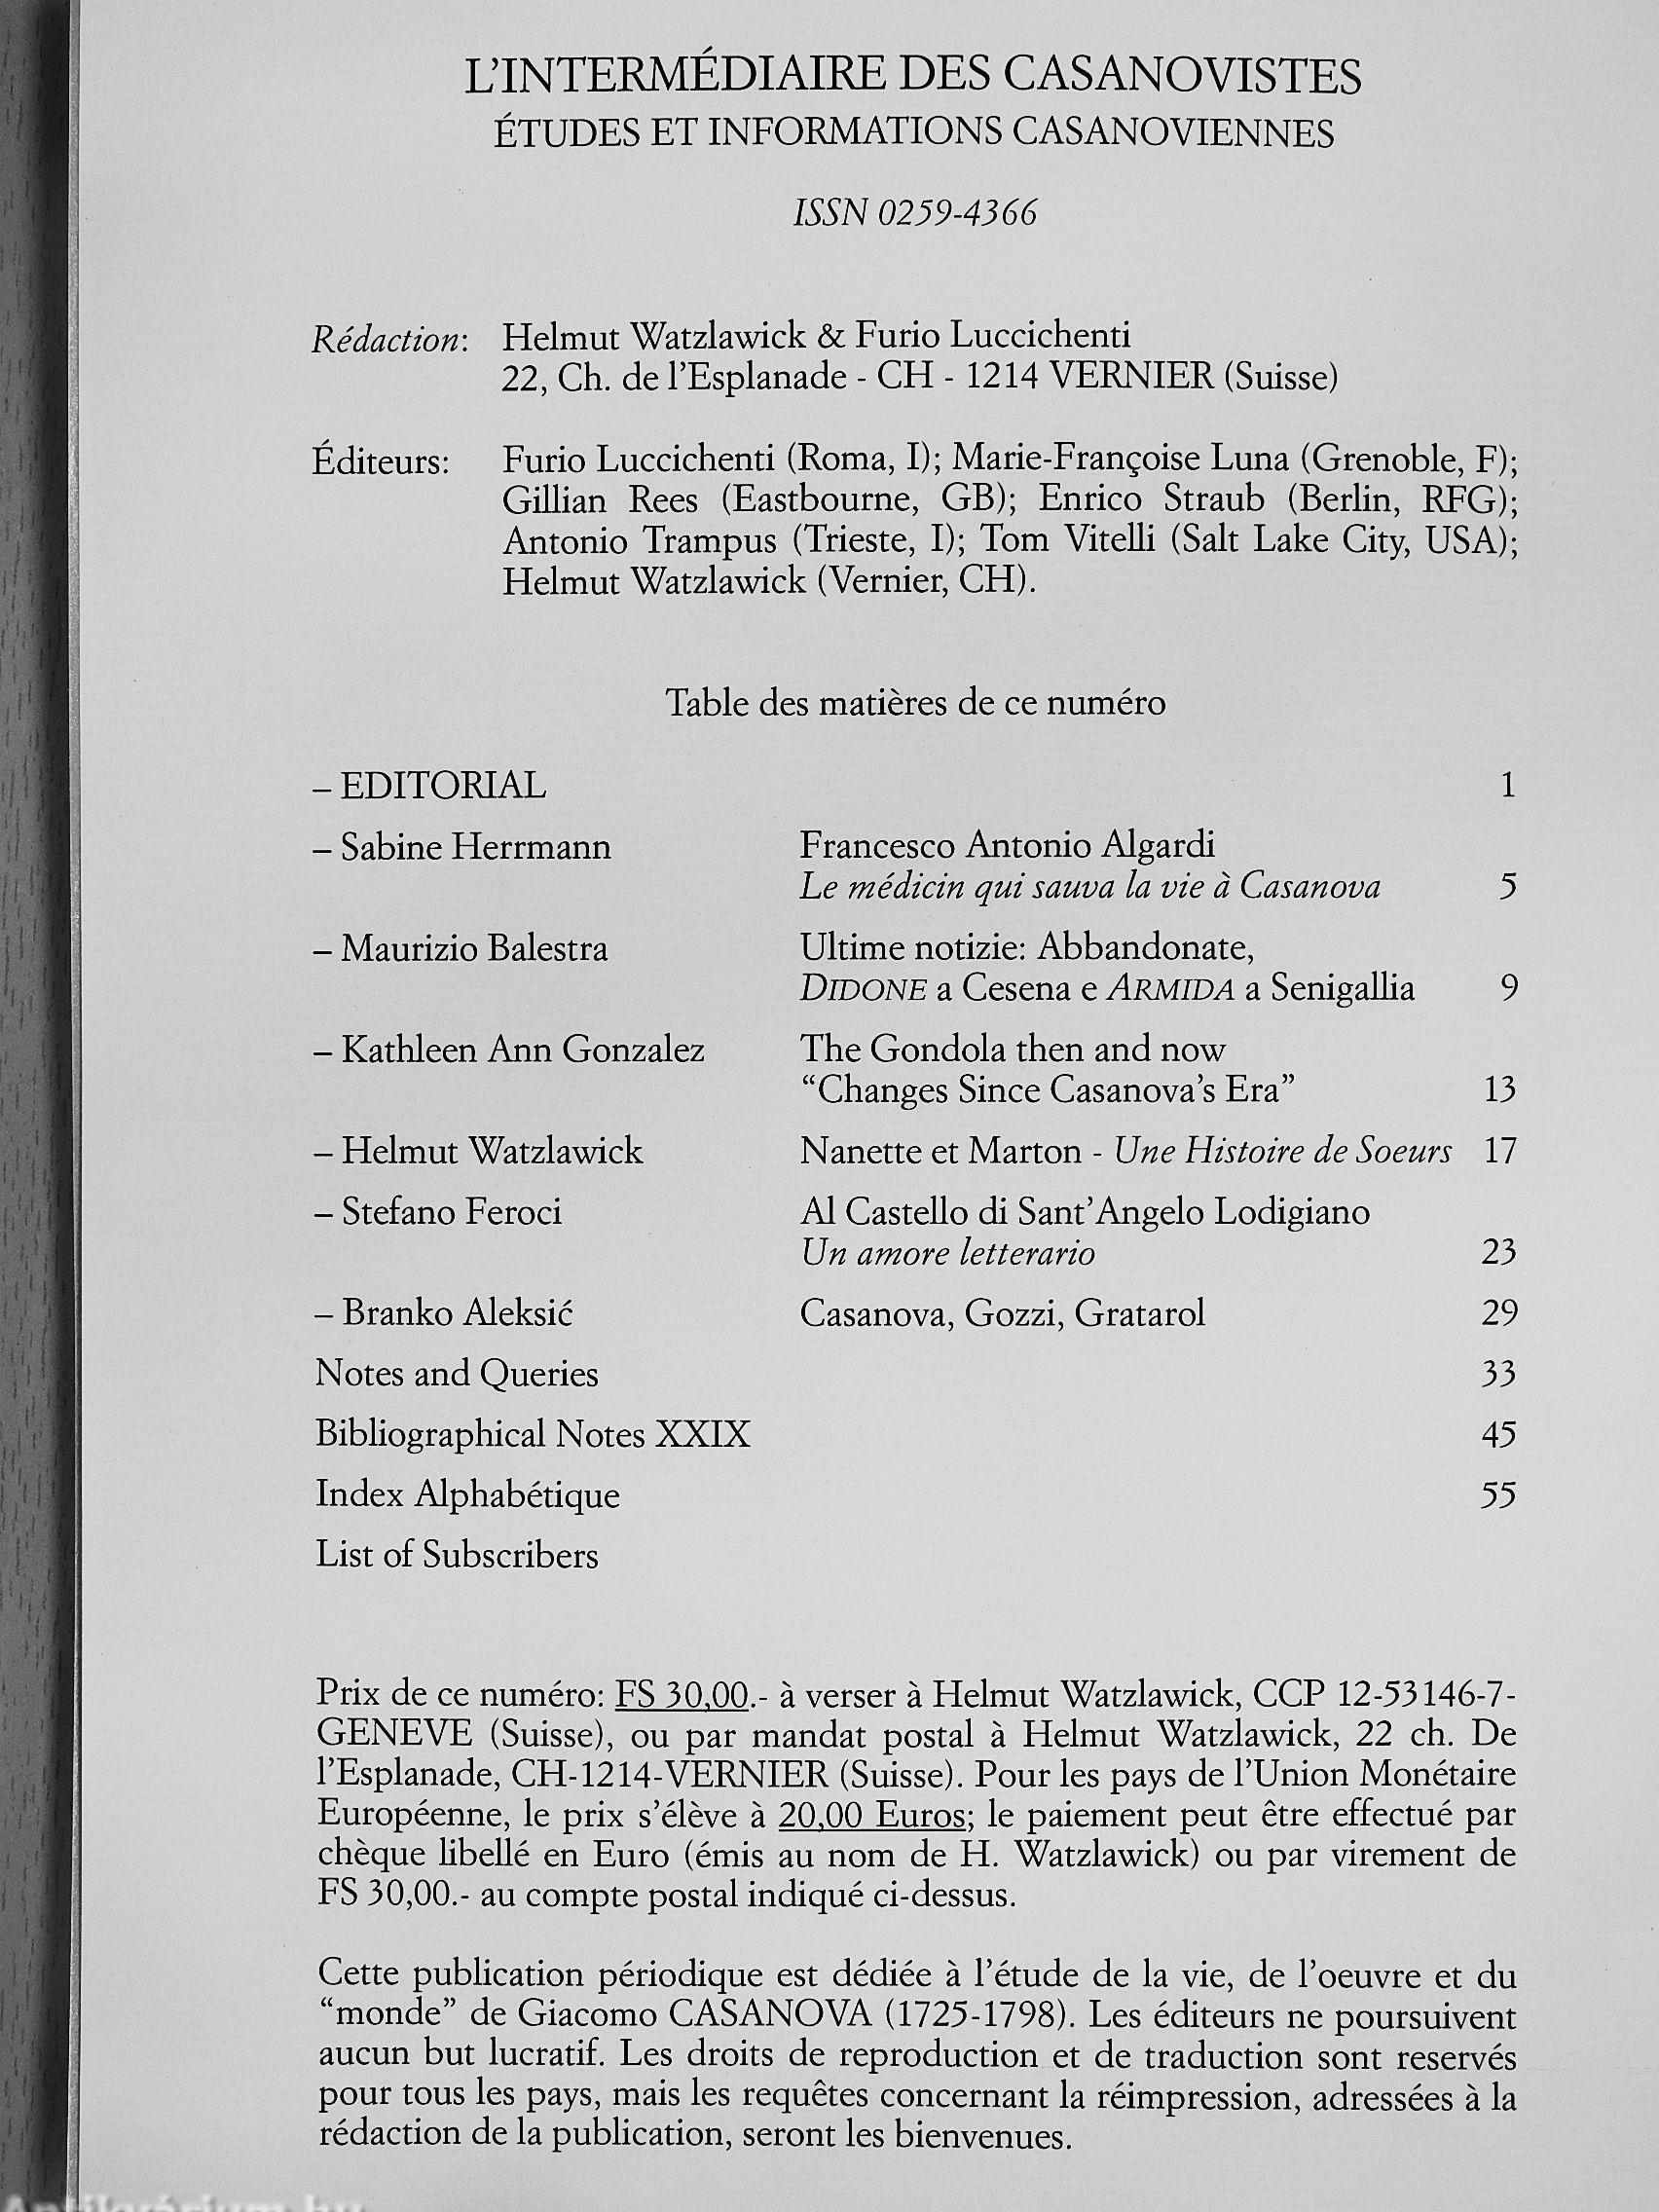 L'INTERMÉDIAIRE DES CASANOVISTES
ÉTUDES ET INFORMATIONS CASANOVIENNES
ISSN 0259-4366
Rédaction: Helmut Watzlawick & Furio Luccichenti
22, Ch. de l'Esplanade - CH - 1214 VERNIER (Suisse)
Éditeurs: Furio Luccichenti (Roma, I); Marie-Françoise Luna (Grenoble, F);
Gillian Rees (Eastbourne, GB); Enrico Straub (Berlin, RFG);
Antonio Trampus (Trieste, I); Tom Vitelli (Salt Lake City, USA);
Helmut Watzlawick (Vernier, CH).
Table des matières de ce numéro
– EDITORIAL 1
– Sabine Herrmann Francesco Antonio Algardi
Le médicin qui sauva la vie à Casanova 5
– Maurizio Balestra Ultime notizie: Abbandonate,
DIDONE a Cesena e ARMIDA a Senigallia 9
– Kathleen Ann Gonzalez The Gondola then and now
“Changes Since Casanova's Era” 13
– Helmut Watzlawick Nanette et Marton - Une Histoire de Soeurs 17
– Stefano Feroci Al Castello di Sant'Angelo Lodigiano
Un amore letterario 23
– Branko Aleksić Casanova, Gozzi, Gratarol 29
Notes and Queries 33
Bibliographical Notes XXIX 45
Index Alphabétique 55
List of Subscribers
Prix de ce numéro: FS 30,00.- à verser à Helmut Watzlawick, CCP 12-53146-7-
GENEVE (Suisse), ou par mandat postal à Helmut Watzlawick, 22 ch. De
l'Esplanade, CH-1214-VERNIER (Suisse). Pour les pays de l'Union Monétaire
Européenne, le prix s'élève à 20,00 Euros; le paiement peut être effectué par
chèque libellé en Euro (émis au nom de H. Watzlawick) ou par virement de
FS 30,00.- au compte postal indiqué ci-dessus.
Cette publication périodique est dédiée à l'étude de la vie, de l'oeuvre et du
“monde” de Giacomo CASANOVA (1725-1798). Les éditeurs ne poursuivent
aucun but lucratif. Les droits de reproduction et de traduction sont reservés
pour tous les pays, mais les requêtes concernant la réimpression, adressées à la
rédaction de la publication, seront les bienvenues.